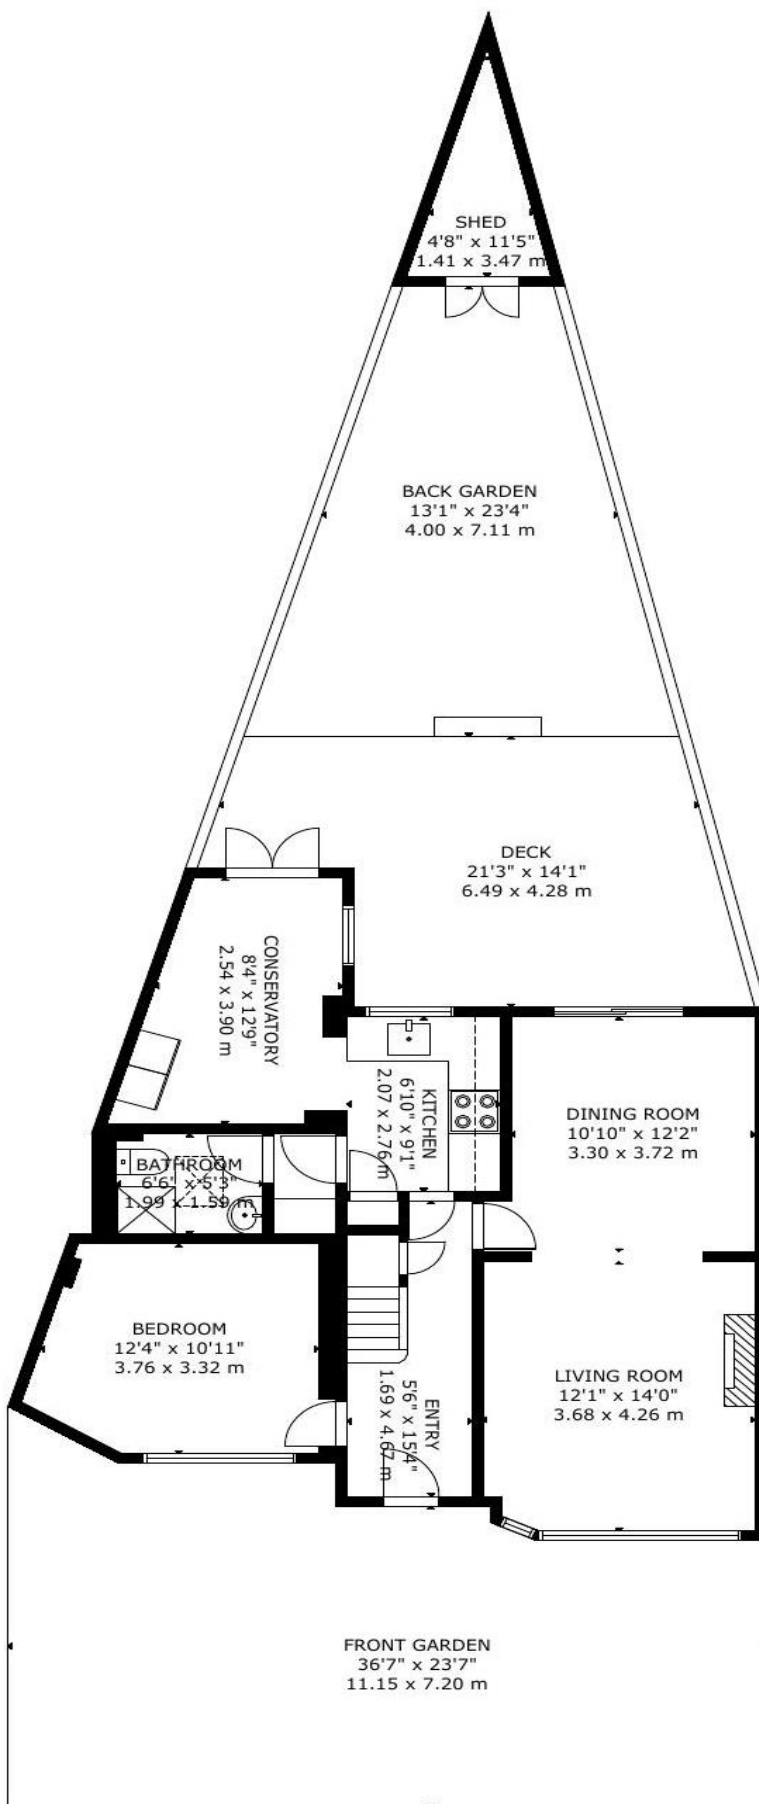 SHED
4'8" x 11'5"
1.41 x 3.47 m
BACK GARDEN
13'1" x 23'4"
4.00 x 7.11 m
DECK
21'3" x 14'1"
6.49 x 4.28 m
CONSERVATORY
8'4" x 12'9"
2.54 x 3.90 m
KITCHEN
6'10" x 9'1"
2.07 x 2.76 m
DINING ROOM
10'10" x 12'2"
3.30 x 3.72 m
BATHROOM
6'6" x 5'3"
1.99 x 1.59 m
BEDROOM
12'4" x 10'11"
3.76 x 3.32 m
ENTRY
5'6" x 15'4"
1.69 x 4.67 m
LIVING ROOM
12'1" x 14'0"
3.68 x 4.26 m
FRONT GARDEN
36'7" x 23'7"
11.15 x 7.20 m